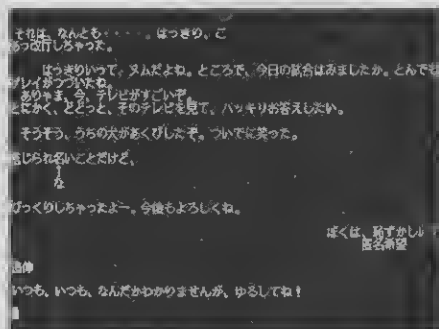 それは、なんとも・・・・。はっきり、こ
あっ改行しちゃった。
はっきりいって、ヌムだよね。ところで、今日の試合はみましたか。とんでも
プレイがつづいたね。
ありゃま、今、テレビがすごいぞ。
とにかく、ととっと、そのテレビを見て、バッキリお答えしたい。
そうそう、うちの犬があくびしたぞ。ついでに笑った。
信じられ名いことだけど、
↑
な
びっくりしちゃったよー。今後もよろしくね。
ぼくは、恥ずかしい
匿名希望
追伸
いつも、いつも、なんだかわかりませんが、ゆるしてね!